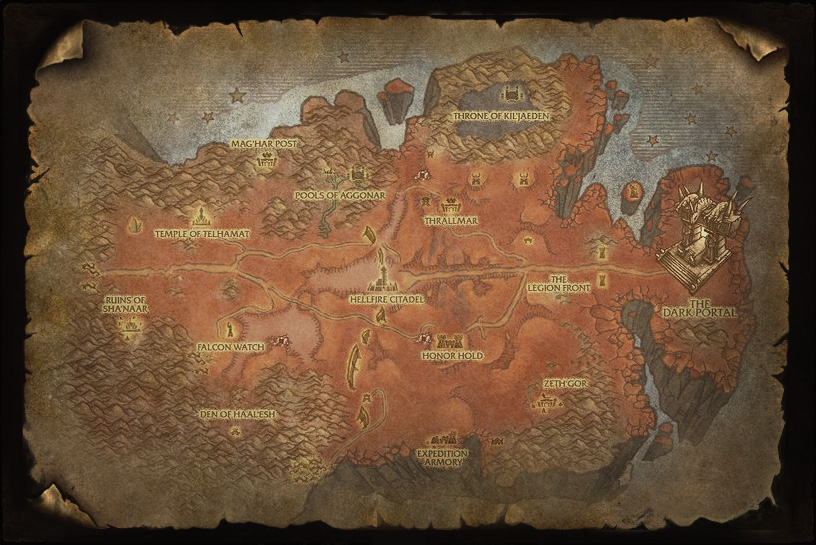 THRONE OF KIL'JAEDEN
MAG'HAR POST
POOLS OF AGGONAR
THRALLMAR
TEMPLE OF TELHAMAT
THE
LEGION FRONT
HELLFIRE CITADEL
RUINS OF
SHA'NAAR
THE
DARK PORTAL
FALCON WATCH
HONOR HOLD
ZETH'GOR
DEN OF HAAL'ESH
EXPEDITION
ARMORY